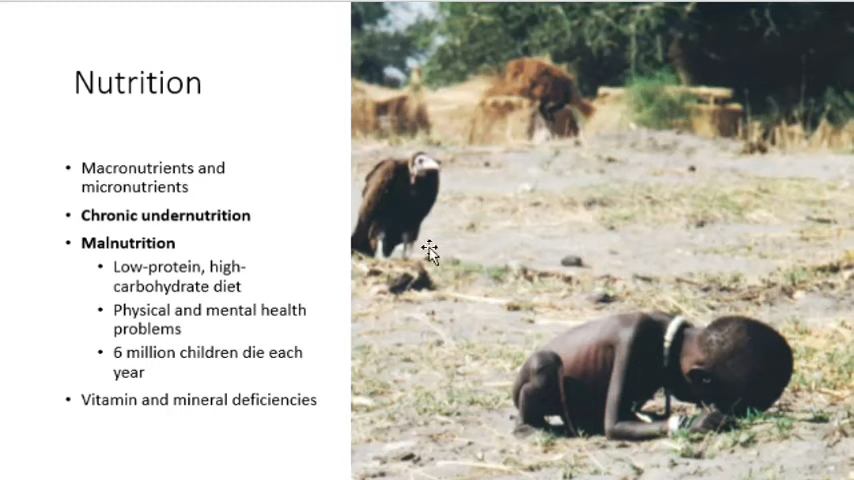 Nutrition
• Macronutrients and
micronutrients
• Chronic undernutrition
• Malnutrition
• Low-protein, high-
carbohydrate diet
• Physical and mental health
problems
• 6 million children die each
year
• Vitamin and mineral deficiencies